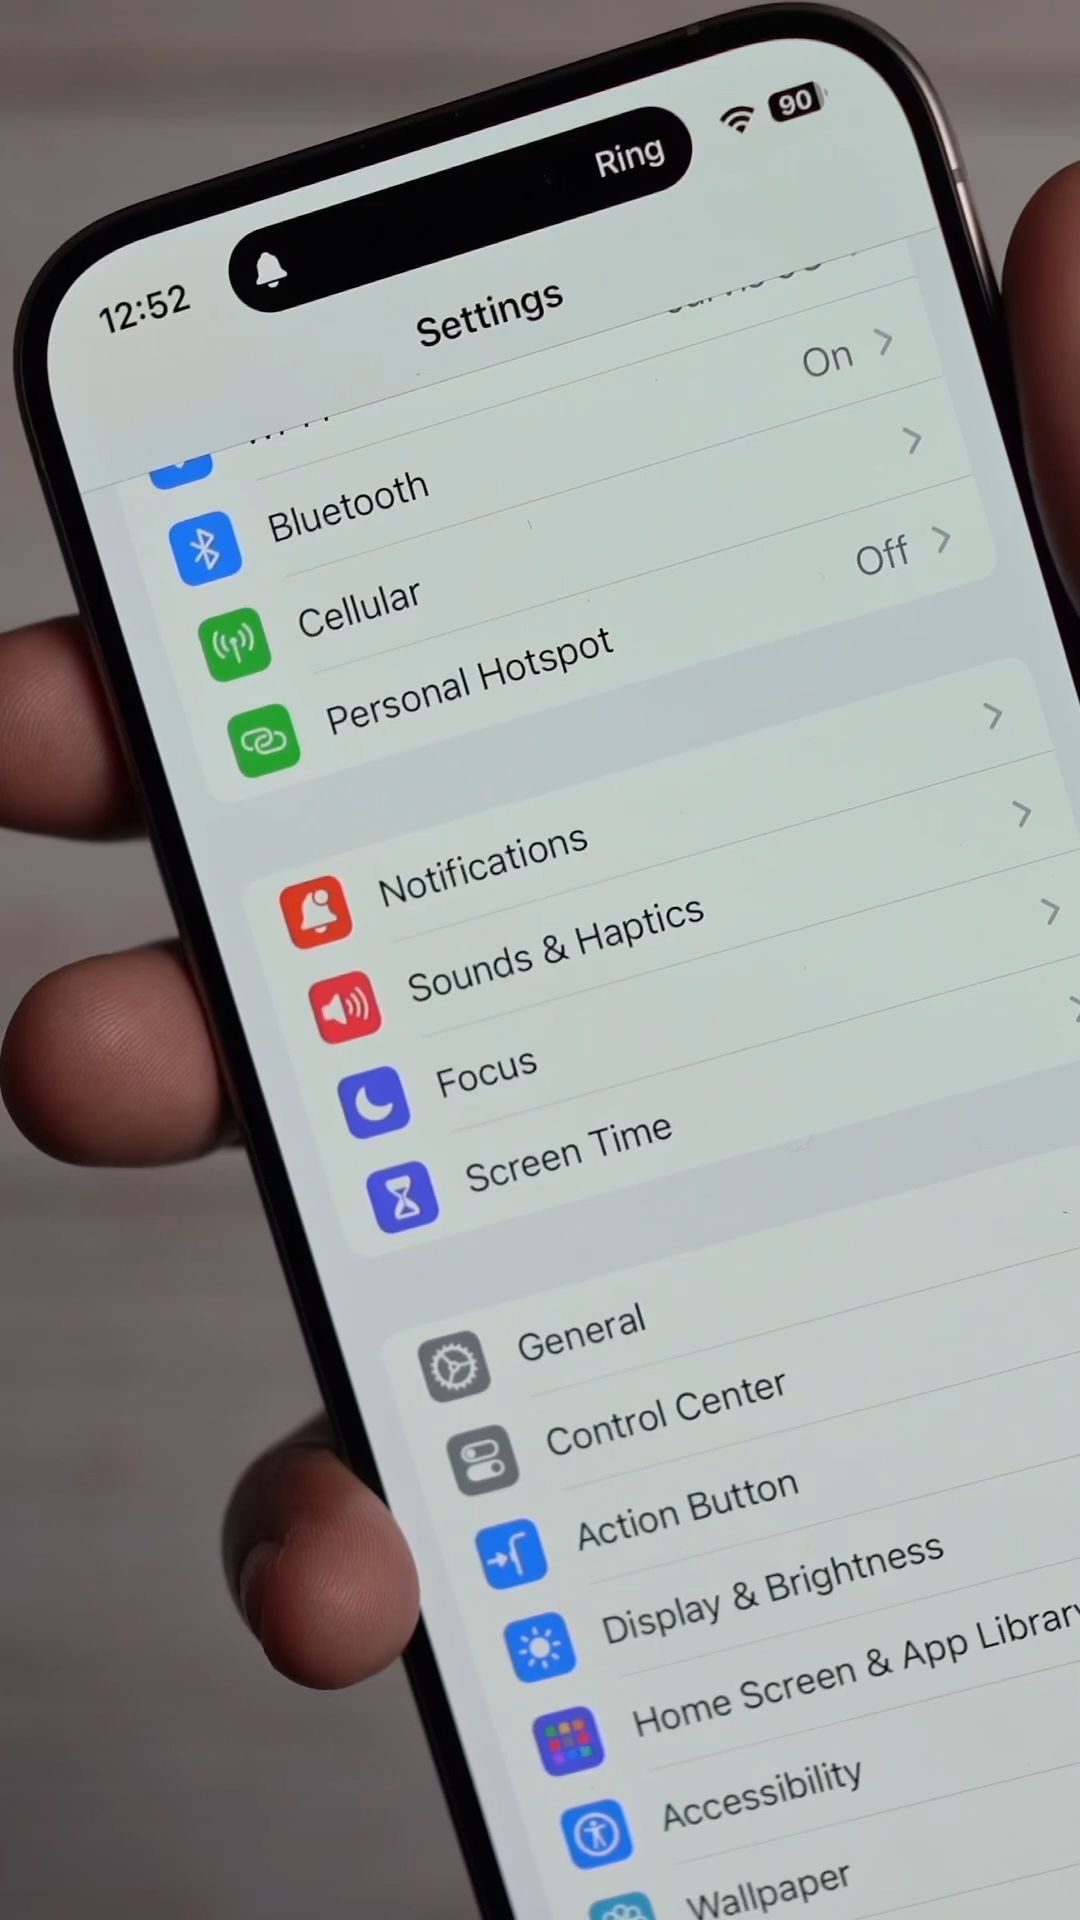 12:52
Ring
90
Settings
Bluetooth
On
Cellular
Personal Hotspot
Off
Notifications
Sounds & Haptics
Focus
Screen Time
General
Control Center
Action Button
Display & Brightness
Home Screen & App Library
Accessibility
Wallpaper